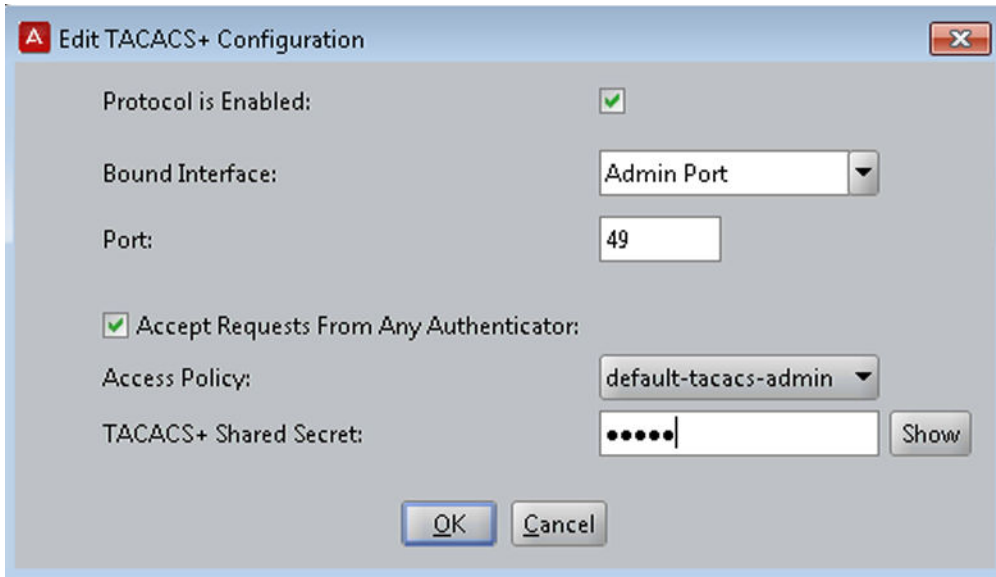 Edit TACACS+ Configuration
Protocol is Enabled:
Bound Interface: Admin Port
Port: 49
Accept Requests From Any Authenticator:
Access Policy: default-tacacs-admin
TACACS+ Shared Secret: ••••• Show
OK Cancel